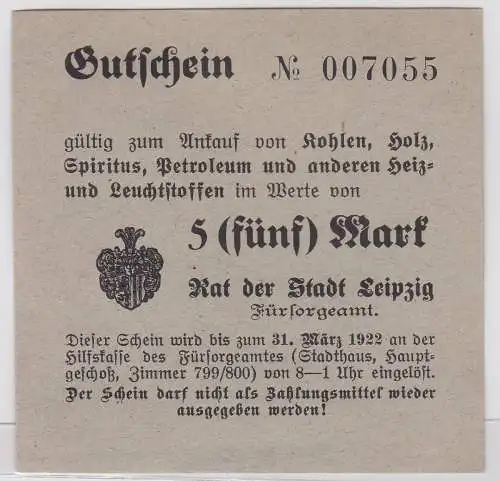 Gutschein № 007055
gültig zum Ankauf von Kohlen, Holz,
Spiritus, Petroleum und anderen Heiz-
und Leuchtstoffen im Werte von
5 (fünf) Mark
Rat der Stadt Leipzig
Fürsorgeamt.
Dieser Schein wird bis zum 31. März 1922 an der
Hilfskasse des Fürsorgeamtes (Stadthaus, Haupt-
geschoß, Zimmer 799/800) von 8—1 Uhr eingelöst.
Der Schein darf nicht als Zahlungsmittel wieder
ausgegeben werden!